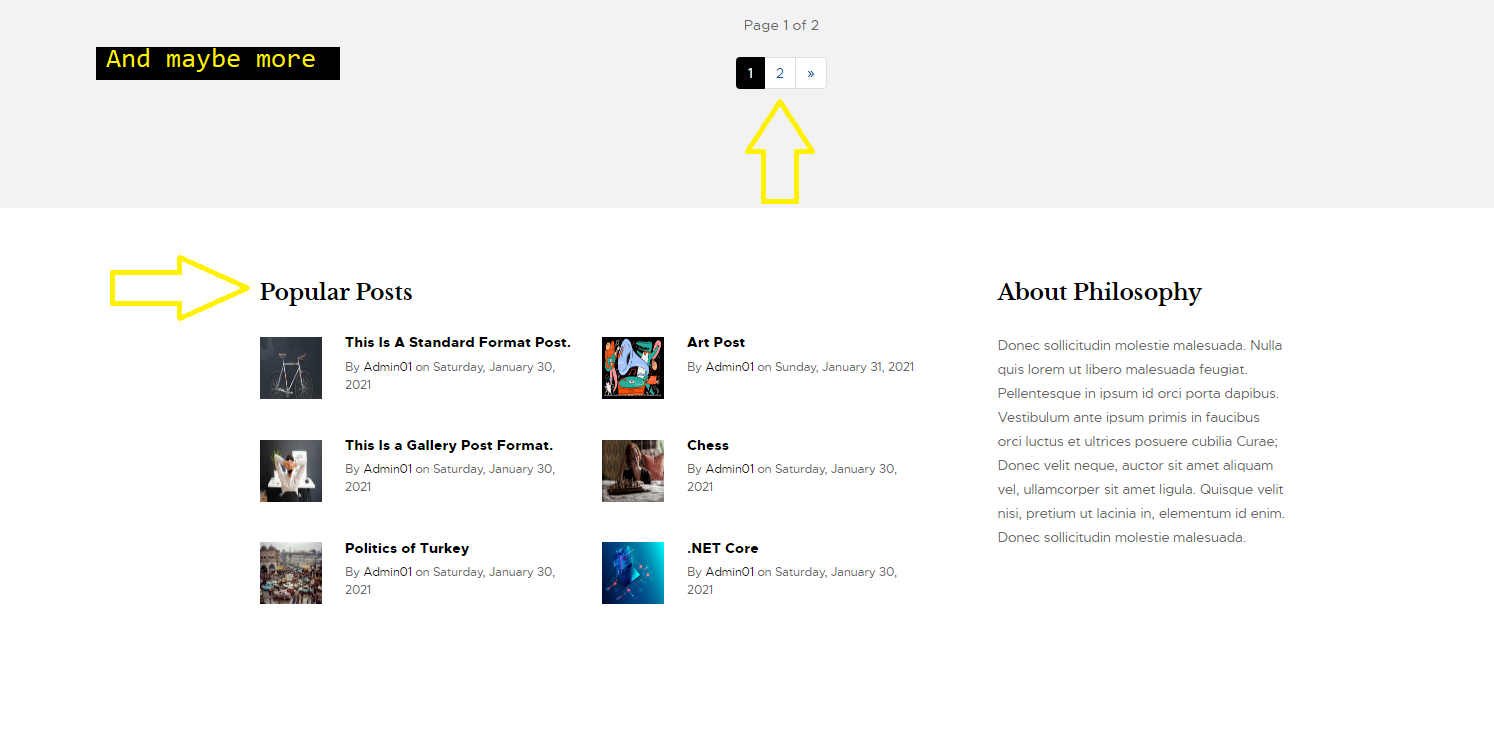 Page 1 of 2
And maybe more
1 2 »
Popular Posts
This Is A Standard Format Post.
By Admin01 on Saturday, January 30,
2021
Art Post
By Admin01 on Sunday, January 31, 2021
This Is a Gallery Post Format.
By Admin01 on Saturday, January 30,
2021
Chess
By Admin01 on Saturday, January 30,
2021
Politics of Turkey
By Admin01 on Saturday, January 30,
2021
.NET Core
By Admin01 on Saturday, January 30,
2021
About Philosophy
Donec sollicitudin molestie malesuada. Nulla
quis lorem ut libero malesuada feugiat.
Pellentesque in ipsum id orci porta dapibus.
Vestibulum ante ipsum primis in faucibus
orci luctus et ultrices posuere cubilia Curae;
Donec velit neque, auctor sit amet aliquam
vel, ullamcorper sit amet ligula. Quisque velit
nisi, pretium ut lacinia in, elementum id enim.
Donec sollicitudin molestie malesuada.